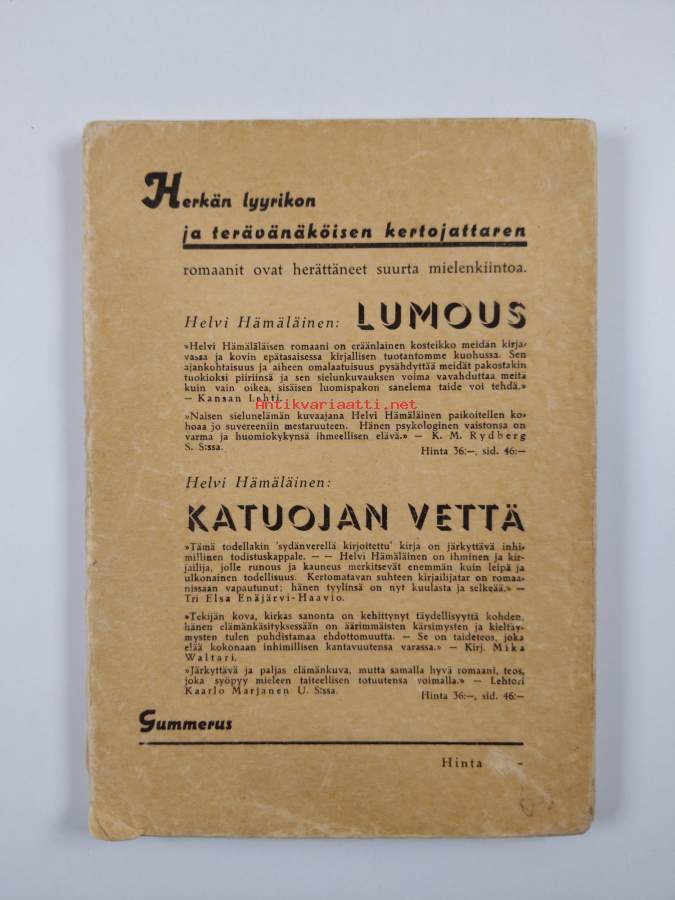 Herkän lyyrikon
ja terävänäköisen kertojattaren
romaanit ovat herättäneet suurta mielenkiintoa.
Helvi Hämäläinen: LUMOUS
»Helvi Hämäläläisen romaani on eräänlainen kosteikko meidän kirja-
vassa ja kovin epätasaisessa kirjallisen tuotantomme kuohussa. Sen
ajankohtaisuus ja aiheen omalaatuisuus pysähdyttää meidät pakostakin
tuokioksi piiriinsä ja sen sielunkuvauksen voima vavahduttaa meitä
kuin vain oikea, sisäisen luomispakon sanelema taide voi tehdä.»
— Kansan Lehti.
Antikvariaatti.net
»Naisen sielunelämän kuvaajana Helvi Hämäläinen paikoitellen ko-
hoaa jo suvereeniin mestaruuteen. Hänen psykologinen vaistonsa on
varma ja huomiokykynsä ihmeellisen elävä.» — K. M. Rydberg
S. S:ssa.
Hinta 36:—, sid. 46:—
Helvi Hämäläinen:
KATUOJAN VETTÄ
»Tämä todellakin 'sydänverellä kirjoitettu' kirja on järkyttävä inhi-
millinen todistuskappale. — — Helvi Hämäläinen on ihminen ja kir-
jailija, jolle runous ja kauneus merkitsevät enemmän kuin leipä ja
ulkonainen todellisuus. Kertomatavan suhteen kirjailijatar on romaa-
nissaan vapautunut; hänen tyylinsä on nyt kuulasta ja selkeää.» —
Tri Elsa Enäjärvi-Haavio.
»Tekijän kova, kirkas sanonta on kehittynyt täydellisyyttä kohden,
hänen elämänkäsityksessään on äärimmäisten kärsimysten ja kieltäy-
mysten tulen puhdistamaa ehdottomuutta. — Se on taideteos, joka
elää kokonaan inhimillisen kantavuutensa varassa.» — Kirj. Mika
Waltari.
»Järkyttävä ja paljas elämänkuva, mutta samalla hyvä romaani, teos,
joka syöpyy mieleen taiteellisen totuutensa voimalla.» — Lehtori
Kaarlo Marjanen U. S:ssa.
Hinta 36:—, sid. 46:—
Gummerus
Hinta -